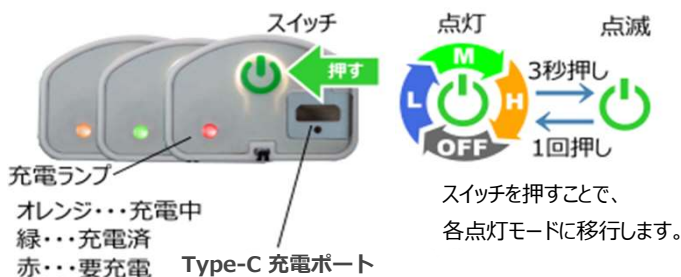 スイッチ
押す
充電ランプ
オレンジ・・・充電中
緑・・・充電済
赤・・・要充電
Type-C 充電ポート
点灯
点滅
M
L
H
OFF
3秒押し
1回押し
スイッチを押すことで、
各点灯モードに移行します。